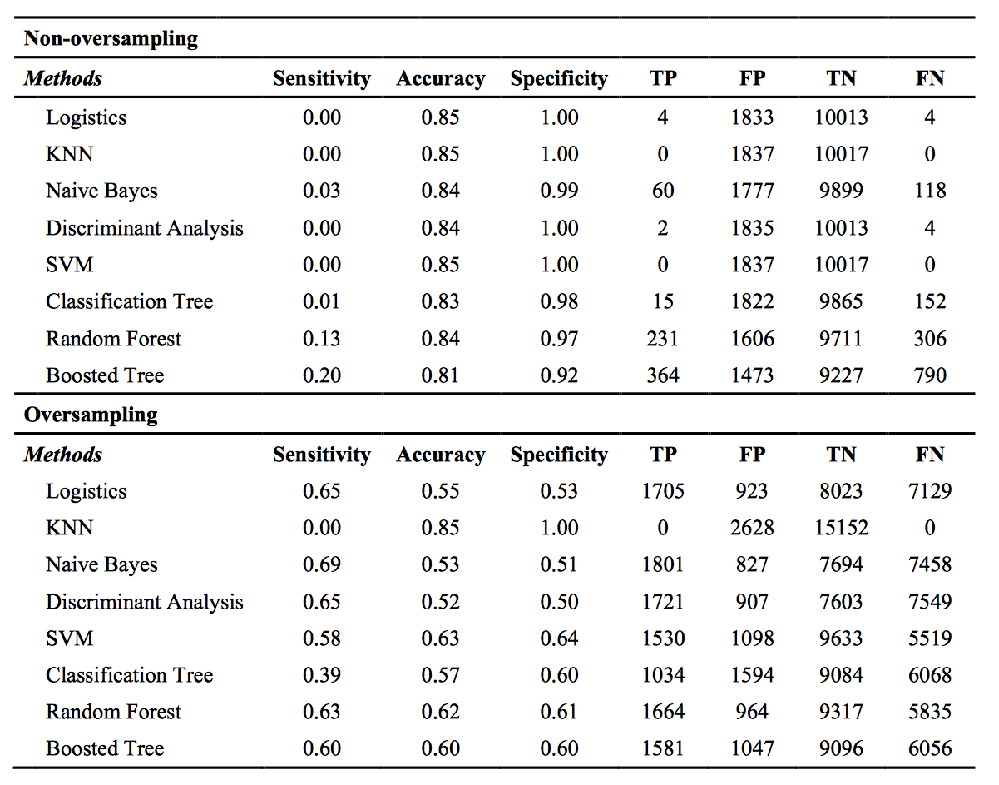 Non-oversampling
Methods Sensitivity Accuracy Specificity TP FP TN FN
Logistics 0.00 0.85 1.00 4 1833 10013 4
KNN 0.00 0.85 1.00 0 1837 10017 0
Naive Bayes 0.03 0.84 0.99 60 1777 9899 118
Discriminant Analysis 0.00 0.84 1.00 2 1835 10013 4
SVM 0.00 0.85 1.00 0 1837 10017 0
Classification Tree 0.01 0.83 0.98 15 1822 9865 152
Random Forest 0.13 0.84 0.97 231 1606 9711 306
Boosted Tree 0.20 0.81 0.92 364 1473 9227 790
Oversampling
Methods Sensitivity Accuracy Specificity TP FP TN FN
Logistics 0.65 0.55 0.53 1705 923 8023 7129
KNN 0.00 0.85 1.00 0 2628 15152 0
Naive Bayes 0.69 0.53 0.51 1801 827 7694 7458
Discriminant Analysis 0.65 0.52 0.50 1721 907 7603 7549
SVM 0.58 0.63 0.64 1530 1098 9633 5519
Classification Tree 0.39 0.57 0.60 1034 1594 9084 6068
Random Forest 0.63 0.62 0.61 1664 964 9317 5835
Boosted Tree 0.60 0.60 0.60 1581 1047 9096 6056